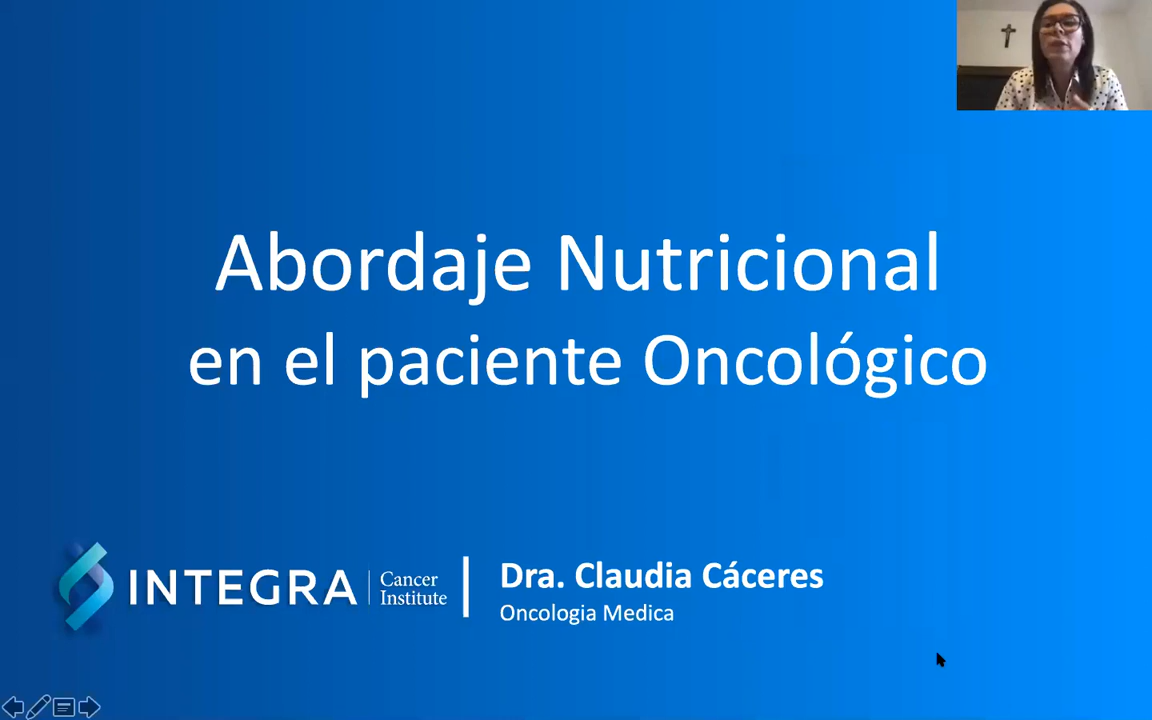 Abordaje Nutricional
en el paciente Oncológico
INTEGRA
Cancer
Institute
Dra. Claudia Cáceres
Oncologia Medica